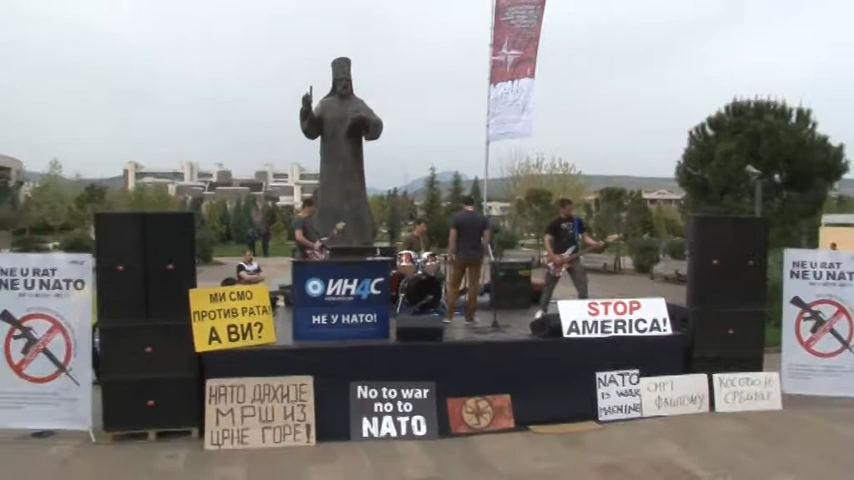 NE U RAT
NE U NATO!
МИ СМО
ПРОТИВ РАТА!
А ВИ?
ИН4С
НЕ У НАТО!
STOP
AMERICA!
NE U RAT
NE U NATO!
НАТО ДАХИЈЕ
МРШ ИЗ
ЦРНЕ ГОРЕ!
No to war
no to
NATO
NATO
IS WAR
MACHINE
СМРТ
ФАШИЗМУ
КОСОВО ЈЕ
СРБИЈА!